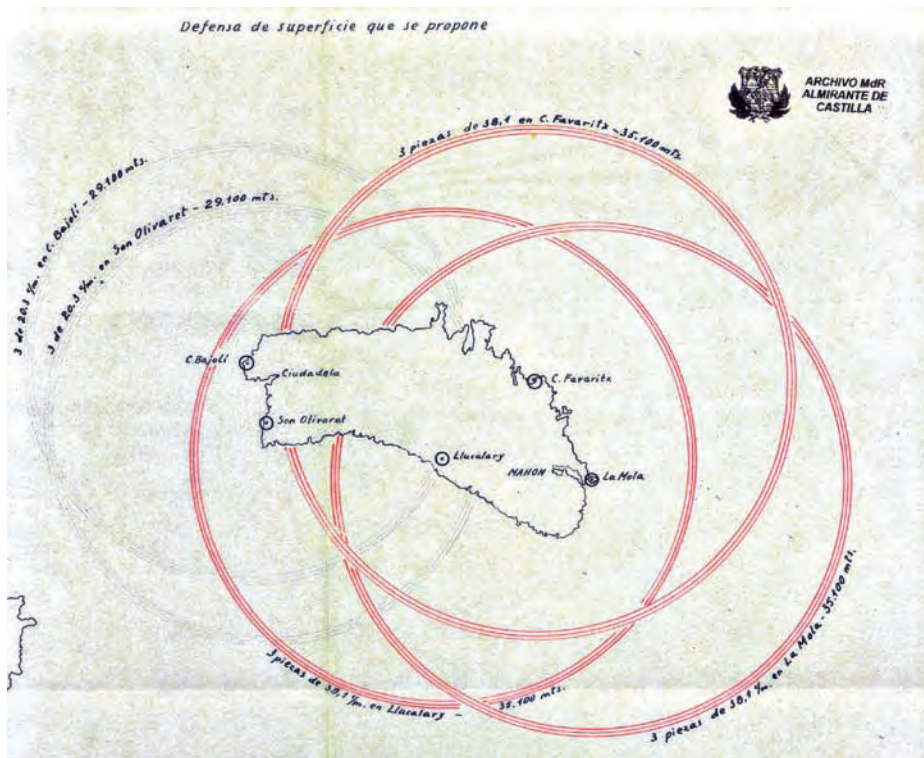 Defensa de superficie que se propone
ARCHIVO MdR
ALMIRANTE DE
CASTILLA
3 piezas de 38,1 en C. Favaritx - 35.100 mts.
3 de 20,3 c/m. en C. Bajolí - 29.100 mts.
3 de 20,3 c/m. en Son Olivaret - 29.100 mts.
C. Bajolí
Ciudadela
C. Favaritx
Son Olivaret
Llucalary
MAHON
La Mola
3 piezas de 38,1 c/m. en Llucalary - 35.100 mts.
3 piezas de 38,1 c/m. en La Mola - 35.100 mts.